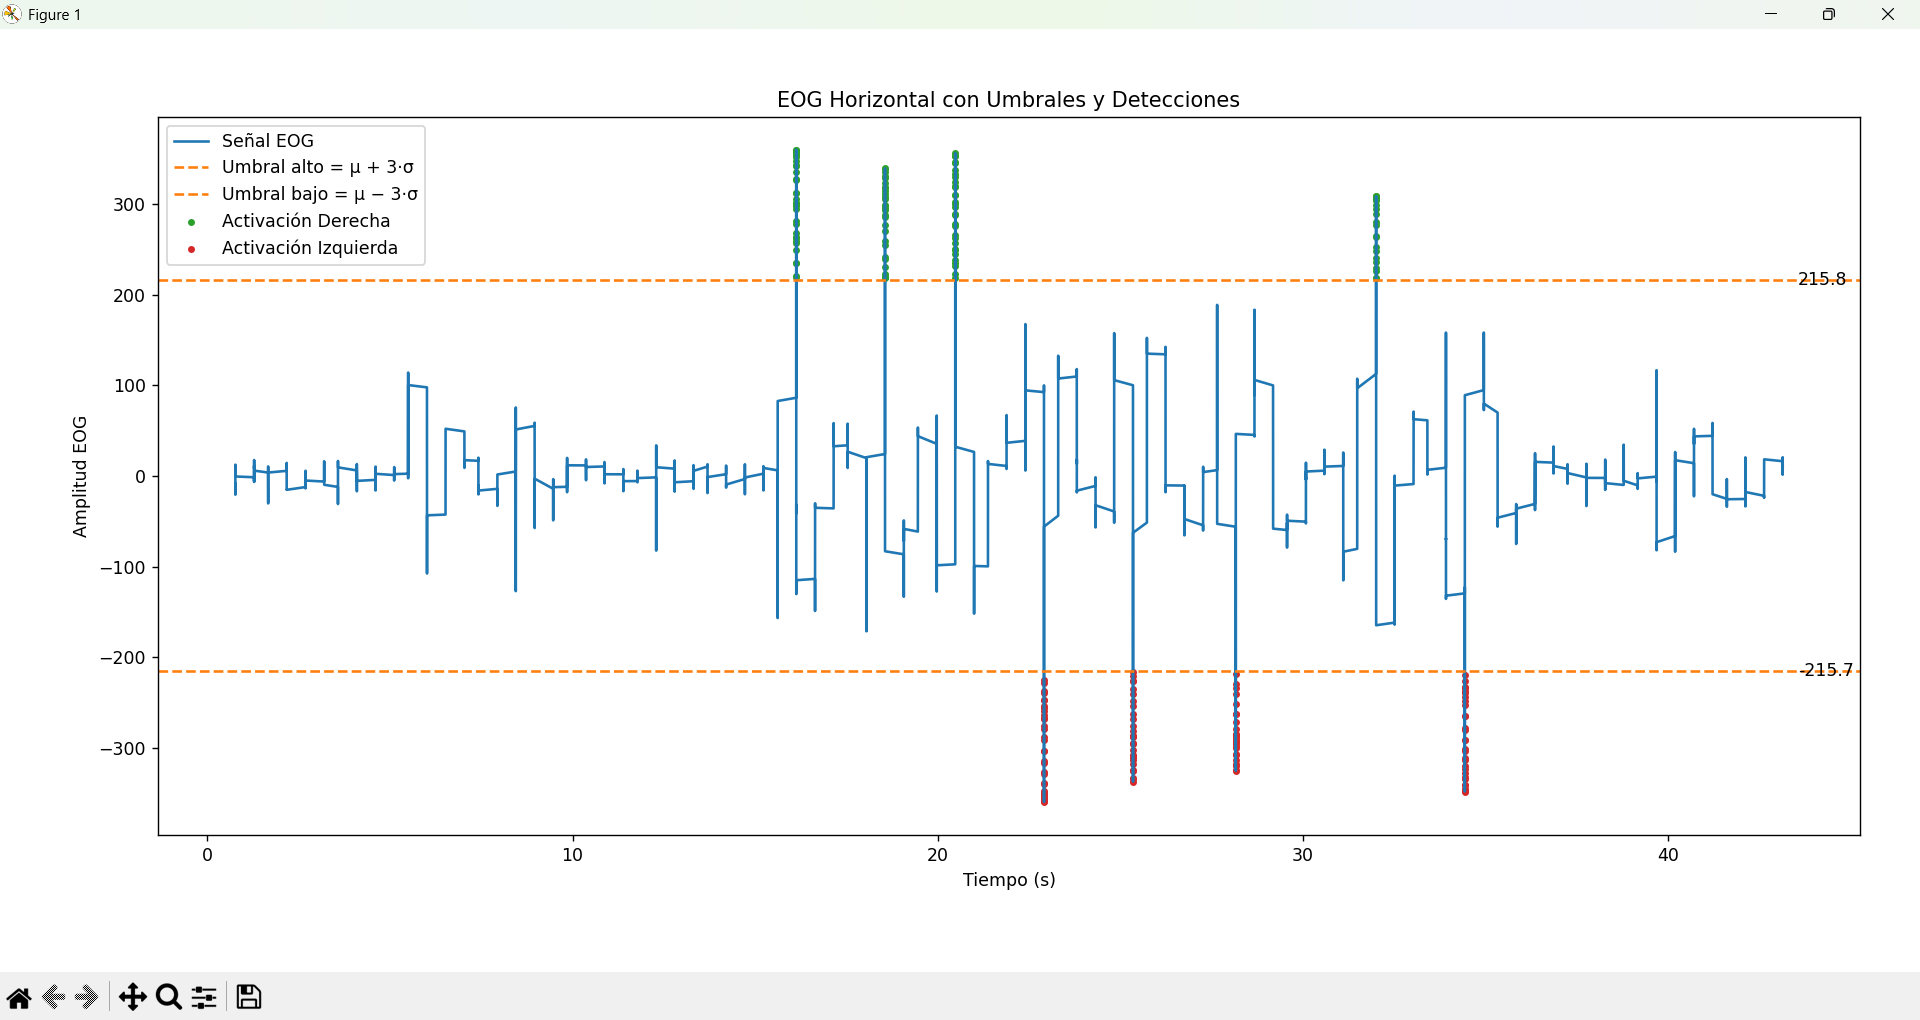 Figure 1
EOG Horizontal con Umbrales y Detecciones
Señal EOG
Umbral alto = μ + 3·σ
Umbral bajo = μ − 3·σ
Activación Derecha
Activación Izquierda
300
200
100
0
−100
−200
−300
Amplitud EOG
215.8
-215.7
0
10
20
30
40
Tiempo (s)